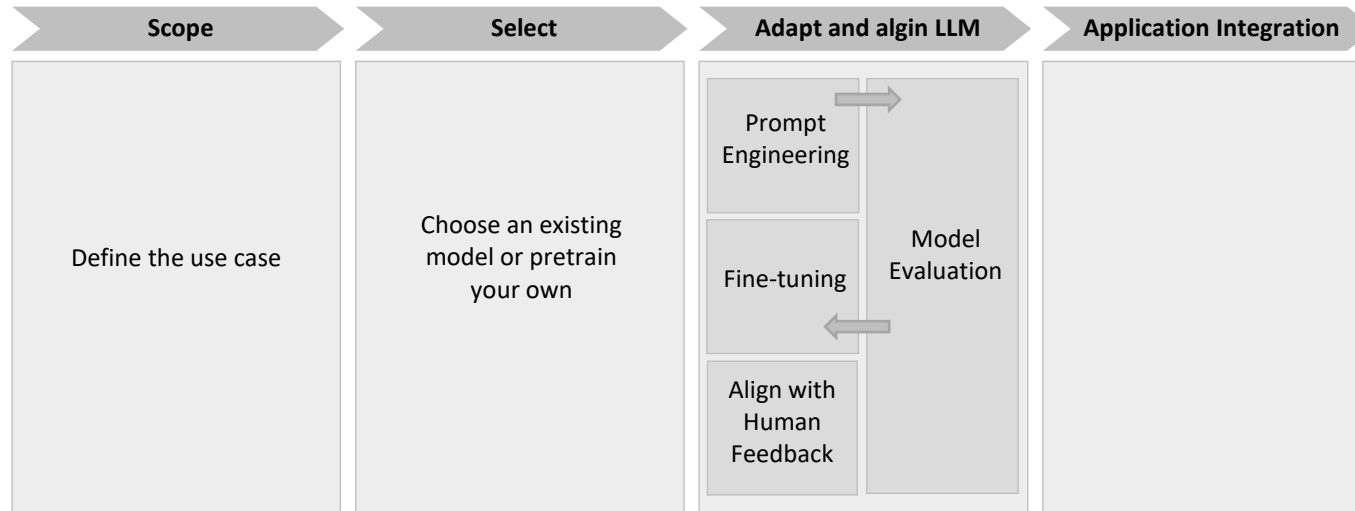 Scope
Select
Adapt and algin LLM
Application Integration
Define the use case
Choose an existing
model or pretrain
your own
Prompt
Engineering
Fine-tuning
Align with
Human
Feedback
Model
Evaluation